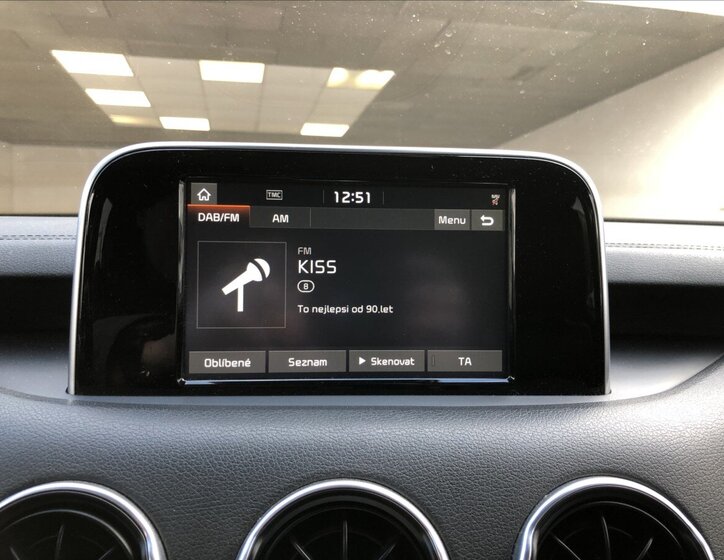 TMC 12:51
DAB/FM AM Menu
FM
KISS
8
To nejlepsi od 90.let
Oblíbené Seznam Skenovat TA